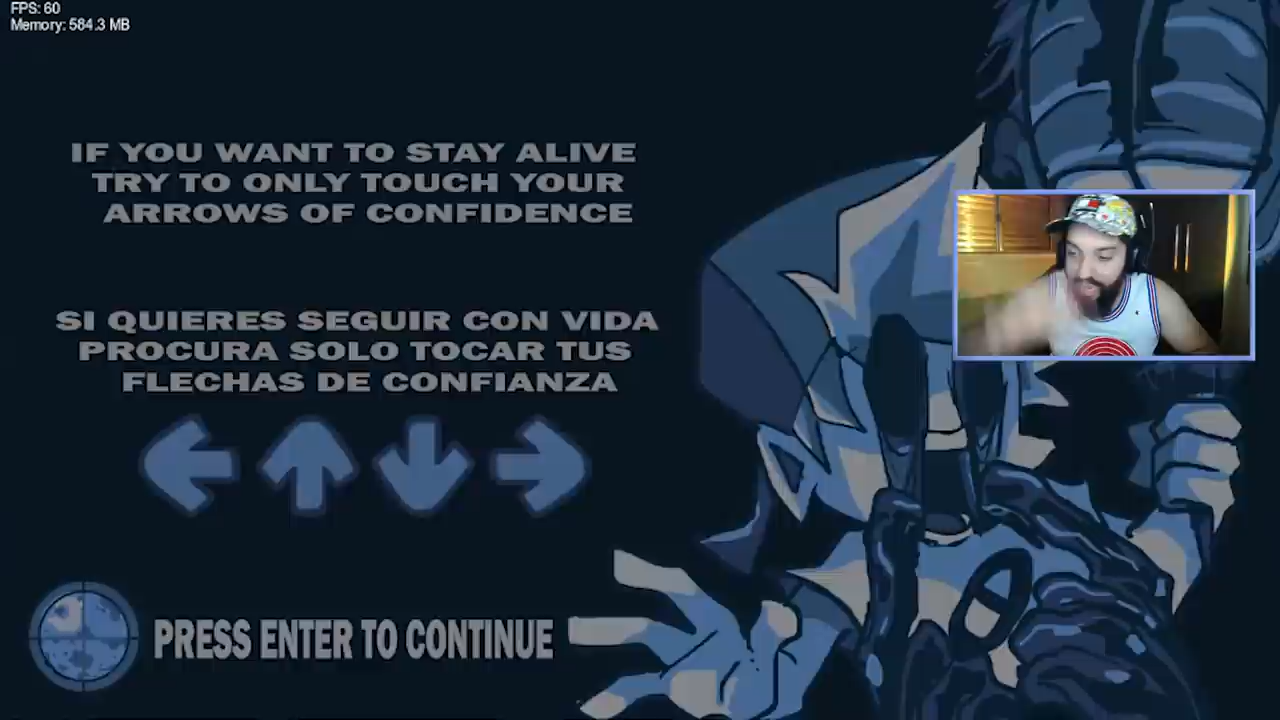 FPS: 60
Memory: 584.3 MB
IF YOU WANT TO STAY ALIVE
TRY TO ONLY TOUCH YOUR
ARROWS OF CONFIDENCE
SI QUIERES SEGUIR CON VIDA
PROCURA SOLO TOCAR TUS
FLECHAS DE CONFIANZA
PRESS ENTER TO CONTINUE